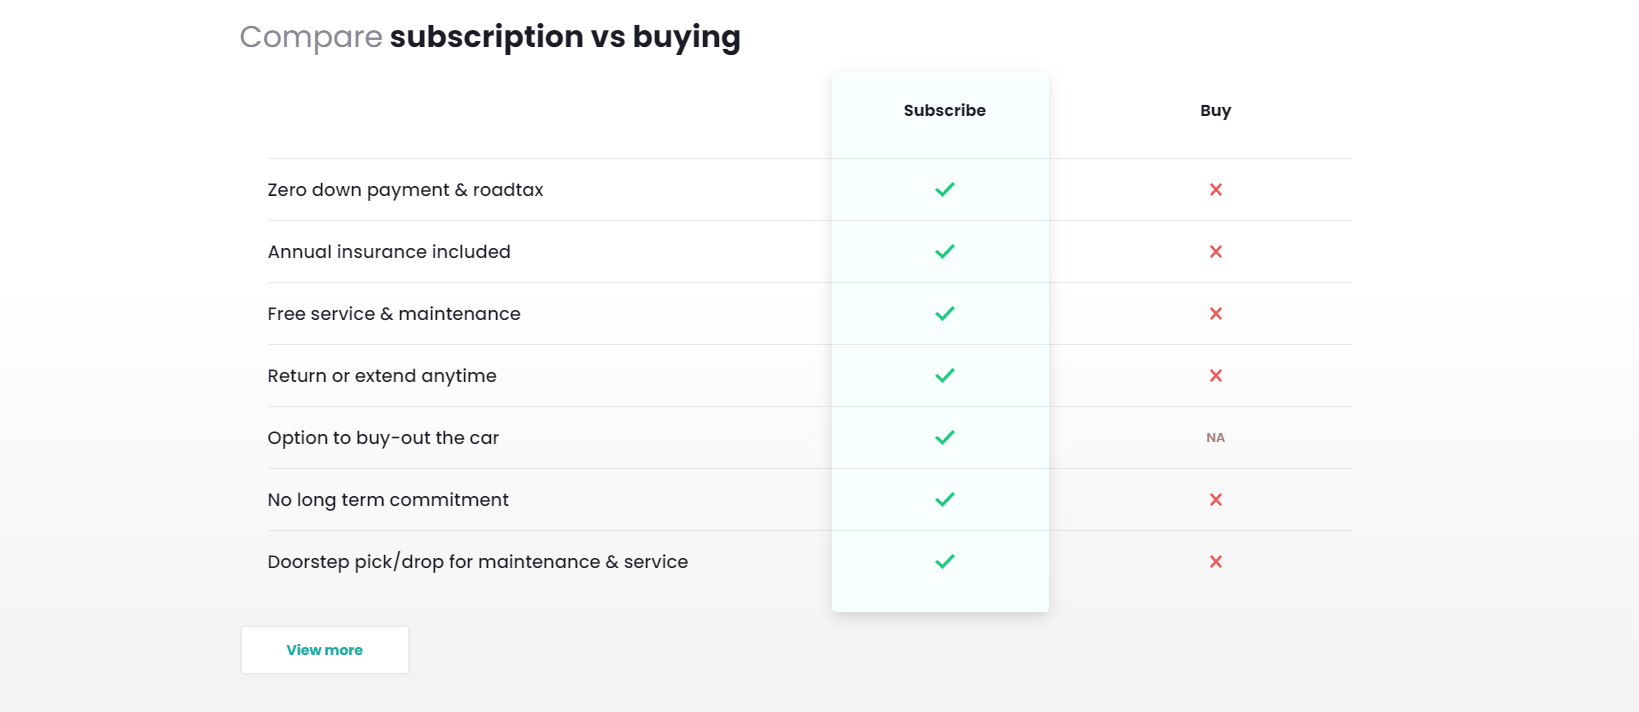 Compare subscription vs buying
Subscribe Buy
Zero down payment & roadtax
Annual insurance included
Free service & maintenance
Return or extend anytime
Option to buy-out the car NA
No long term commitment
Doorstep pick/drop for maintenance & service
View more